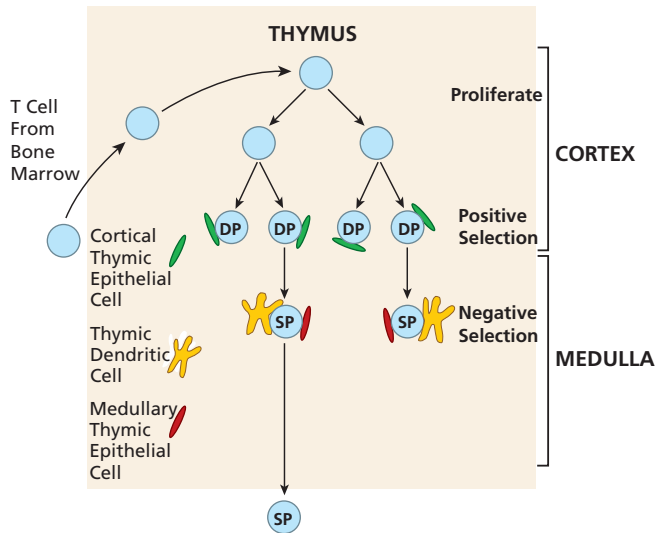 THYMUS
T Cell
From
Bone
Marrow
Proliferate
CORTEX
DP
DP
DP
DP
Positive
Selection
Cortical
Thymic
Epithelial
Cell
SP
SP
Negative
Selection
Thymic
Dendritic
Cell
MEDULLA
Medullary
Thymic
Epithelial
Cell
SP